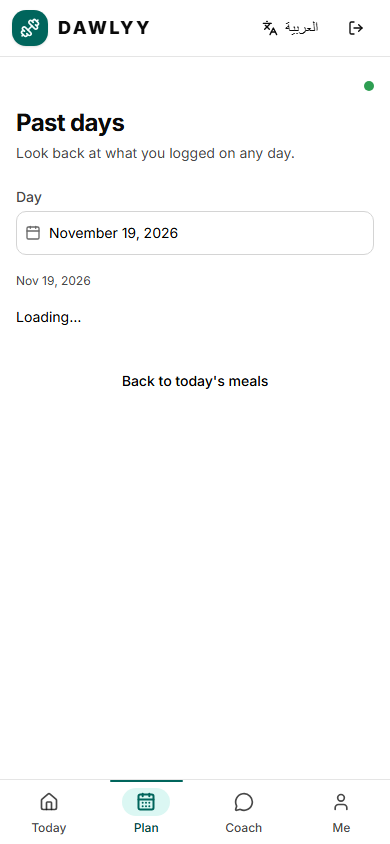 DAWLYY
العربية
Past days
Look back at what you logged on any day.
Day
November 19, 2026
Nov 19, 2026
Loading...
Back to today's meals
Today
Plan
Coach
Me